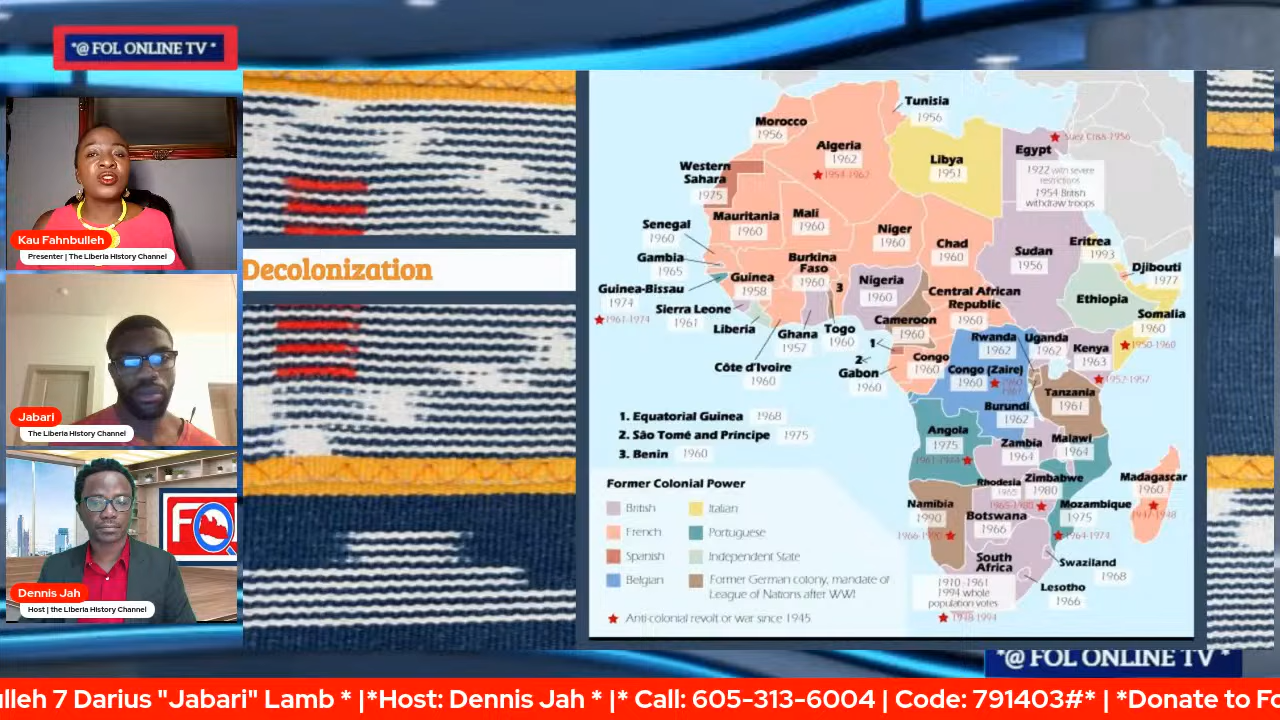 *@ FOL ONLINE TV *
Kau Fahnbulleh
Presenter | The Liberia History Channel
Jabari
The Liberia History Channel
FO
Dennis Jah
Host | the Liberia History Channel
Decolonization
Tunisia
1956
Morocco
1956
Algeria
1962
1954-1962
Libya
1951
Suez Crisis 1956
Egypt
1922 with severe
restrictions
1954 British
withdraw troops
Western
Sahara
1975
Mauritania
1960
Mali
1960
Niger
1960
Chad
1960
Sudan
1956
Eritrea
1993
Djibouti
1977
Senegal
1960
Gambia
1965
Guinea-Bissau
1974
1961-1974
Guinea
1958
Burkina
Faso
1960
3
Nigeria
1960
Central African
Republic
1960
Ethiopia
Somalia
1960
1950-1960
Sierra Leone
1961
Liberia
Ghana
1957
Togo
1960
Cameroon
1960
Côte d'Ivoire
1960
1
2
Gabon
1960
Congo
1960
Rwanda
1962
Uganda
1962
Kenya
1963
1952-1957
Congo (Zaire)
1960
Burundi
1962
Tanzania
1961
1. Equatorial Guinea 1968
2. São Tomé and Príncipe 1975
3. Benin 1960
Angola
1975
1961-1974
Zambia
1964
Malawi
1964
Rhodesia
1965
Zimbabwe
1980
1965-1980
Mozambique
1975
1964-1974
Madagascar
1960
1947-1948
Namibia
1990
1966-1990
Botswana
1966
South
Africa
1910-1961
1994 whole
population votes
1948-1994
Swaziland
1968
Lesotho
1966
Former Colonial Power
British
French
Spanish
Belgian
Italian
Portuguese
Independent State
Former German colony, mandate of
League of Nations after WWI
Anti-colonial revolt or war since 1945
*@ FOL ONLINE TV *
ulleh 7 Darius "Jabari" Lamb * |*Host: Dennis Jah * |* Call: 605-313-6004 | Code: 791403#* | *Donate to Fo